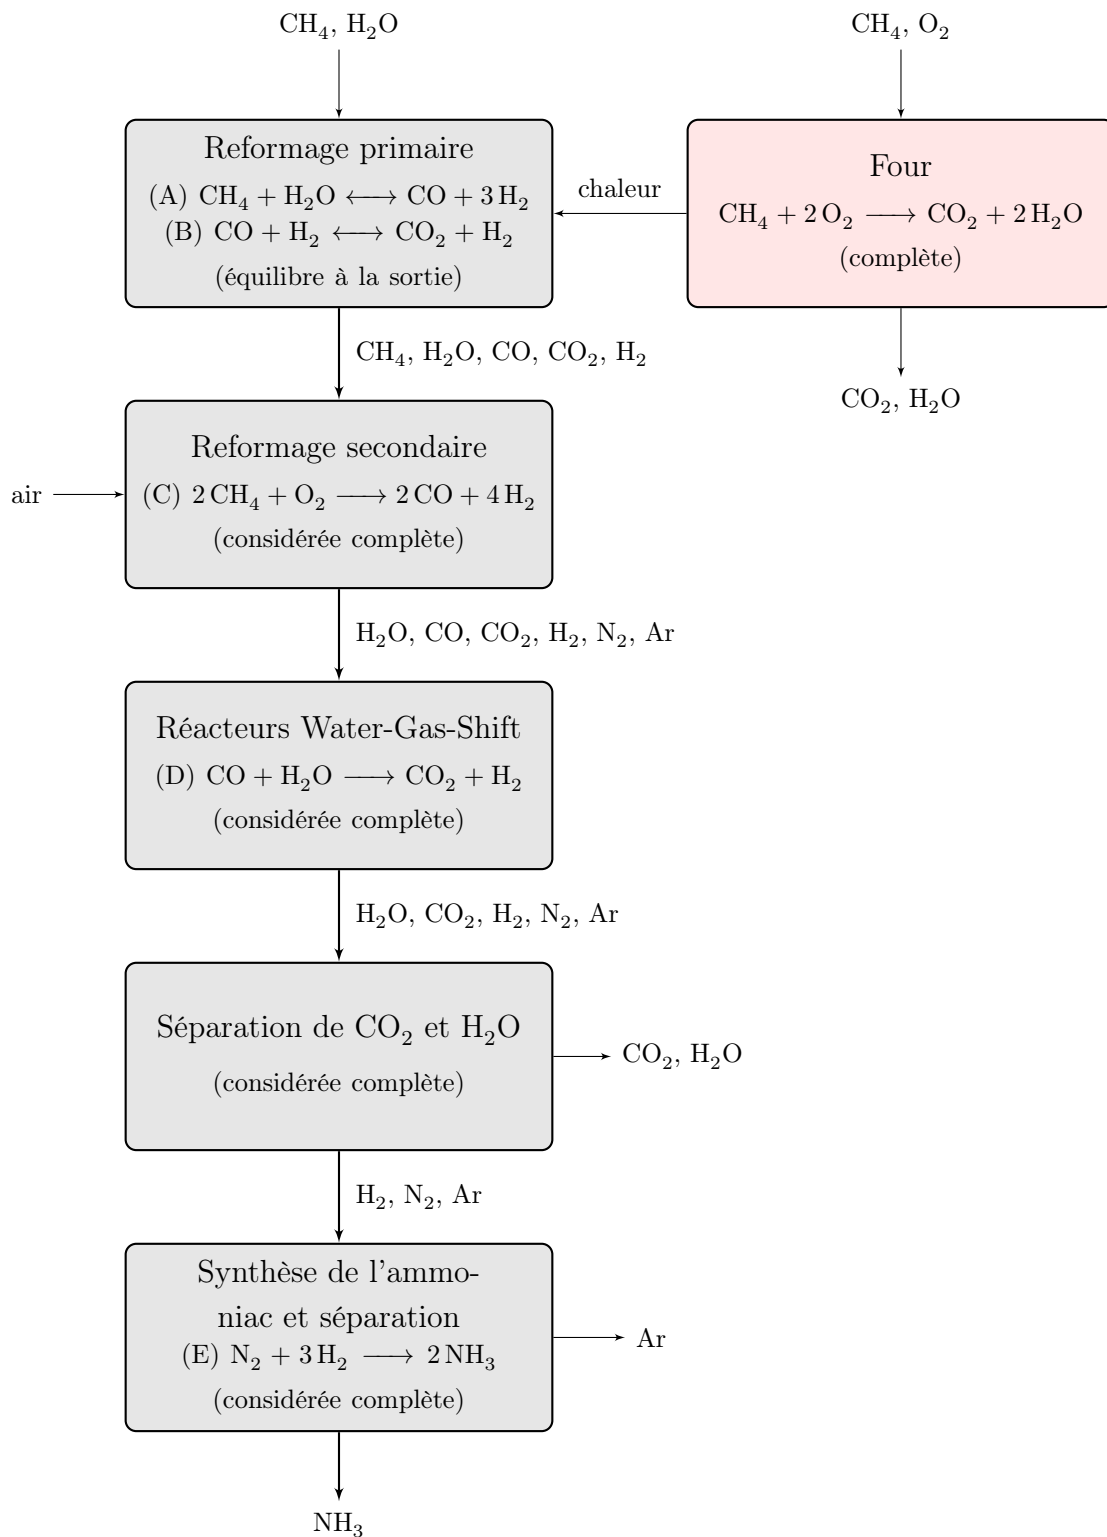 CH₄, H₂O
CH₄, O₂
Reformage primaire
(A) CH₄ + H₂O ⟷ CO + 3 H₂
(B) CO + H₂ ⟷ CO₂ + H₂
(équilibre à la sortie)
chaleur
Four
CH₄ + 2 O₂ ⟶ CO₂ + 2 H₂O
(complète)
CH₄, H₂O, CO, CO₂, H₂
CO₂, H₂O
air
Reformage secondaire
(C) 2 CH₄ + O₂ ⟶ 2 CO + 4 H₂
(considérée complète)
H₂O, CO, CO₂, H₂, N₂, Ar
Réacteurs Water-Gas-Shift
(D) CO + H₂O ⟶ CO₂ + H₂
(considérée complète)
H₂O, CO₂, H₂, N₂, Ar
Séparation de CO₂ et H₂O
(considérée complète)
CO₂, H₂O
H₂, N₂, Ar
Synthèse de l'ammo-
niac et séparation
(E) N₂ + 3 H₂ ⟶ 2 NH₃
(considérée complète)
Ar
NH₃